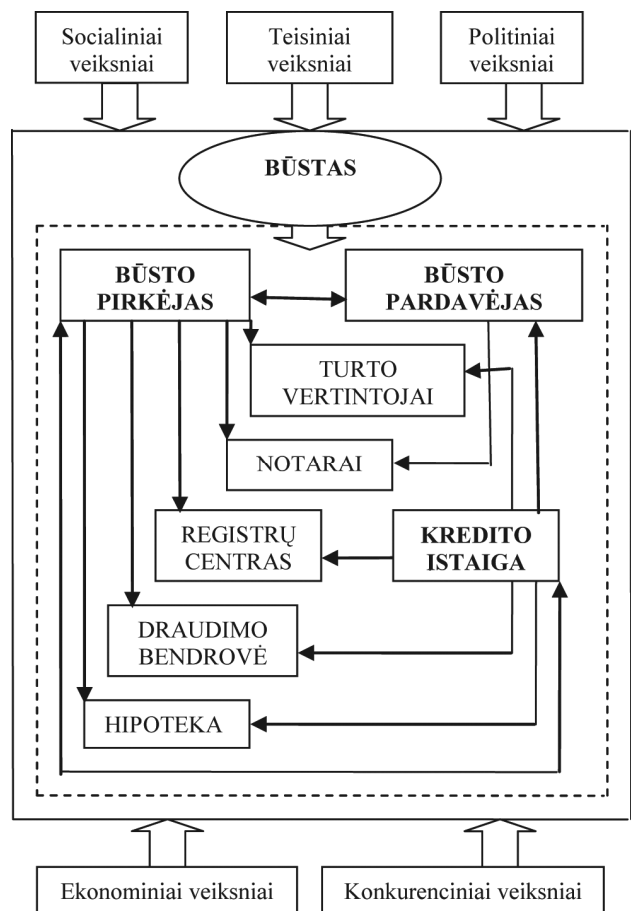 Socialiniai
veiksniai
Teisiniai
veiksniai
Politiniai
veiksniai
BŪSTAS
BŪSTO
PIRKĖJAS
BŪSTO
PARDAVĖJAS
TURTO
VERTINTOJAI
NOTARAI
REGISTRŲ
CENTRAS
KREDITO
ISTAIGA
DRAUDIMO
BENDROVĖ
HIPOTEKA
Ekonominiai veiksniai
Konkurenciniai veiksniai